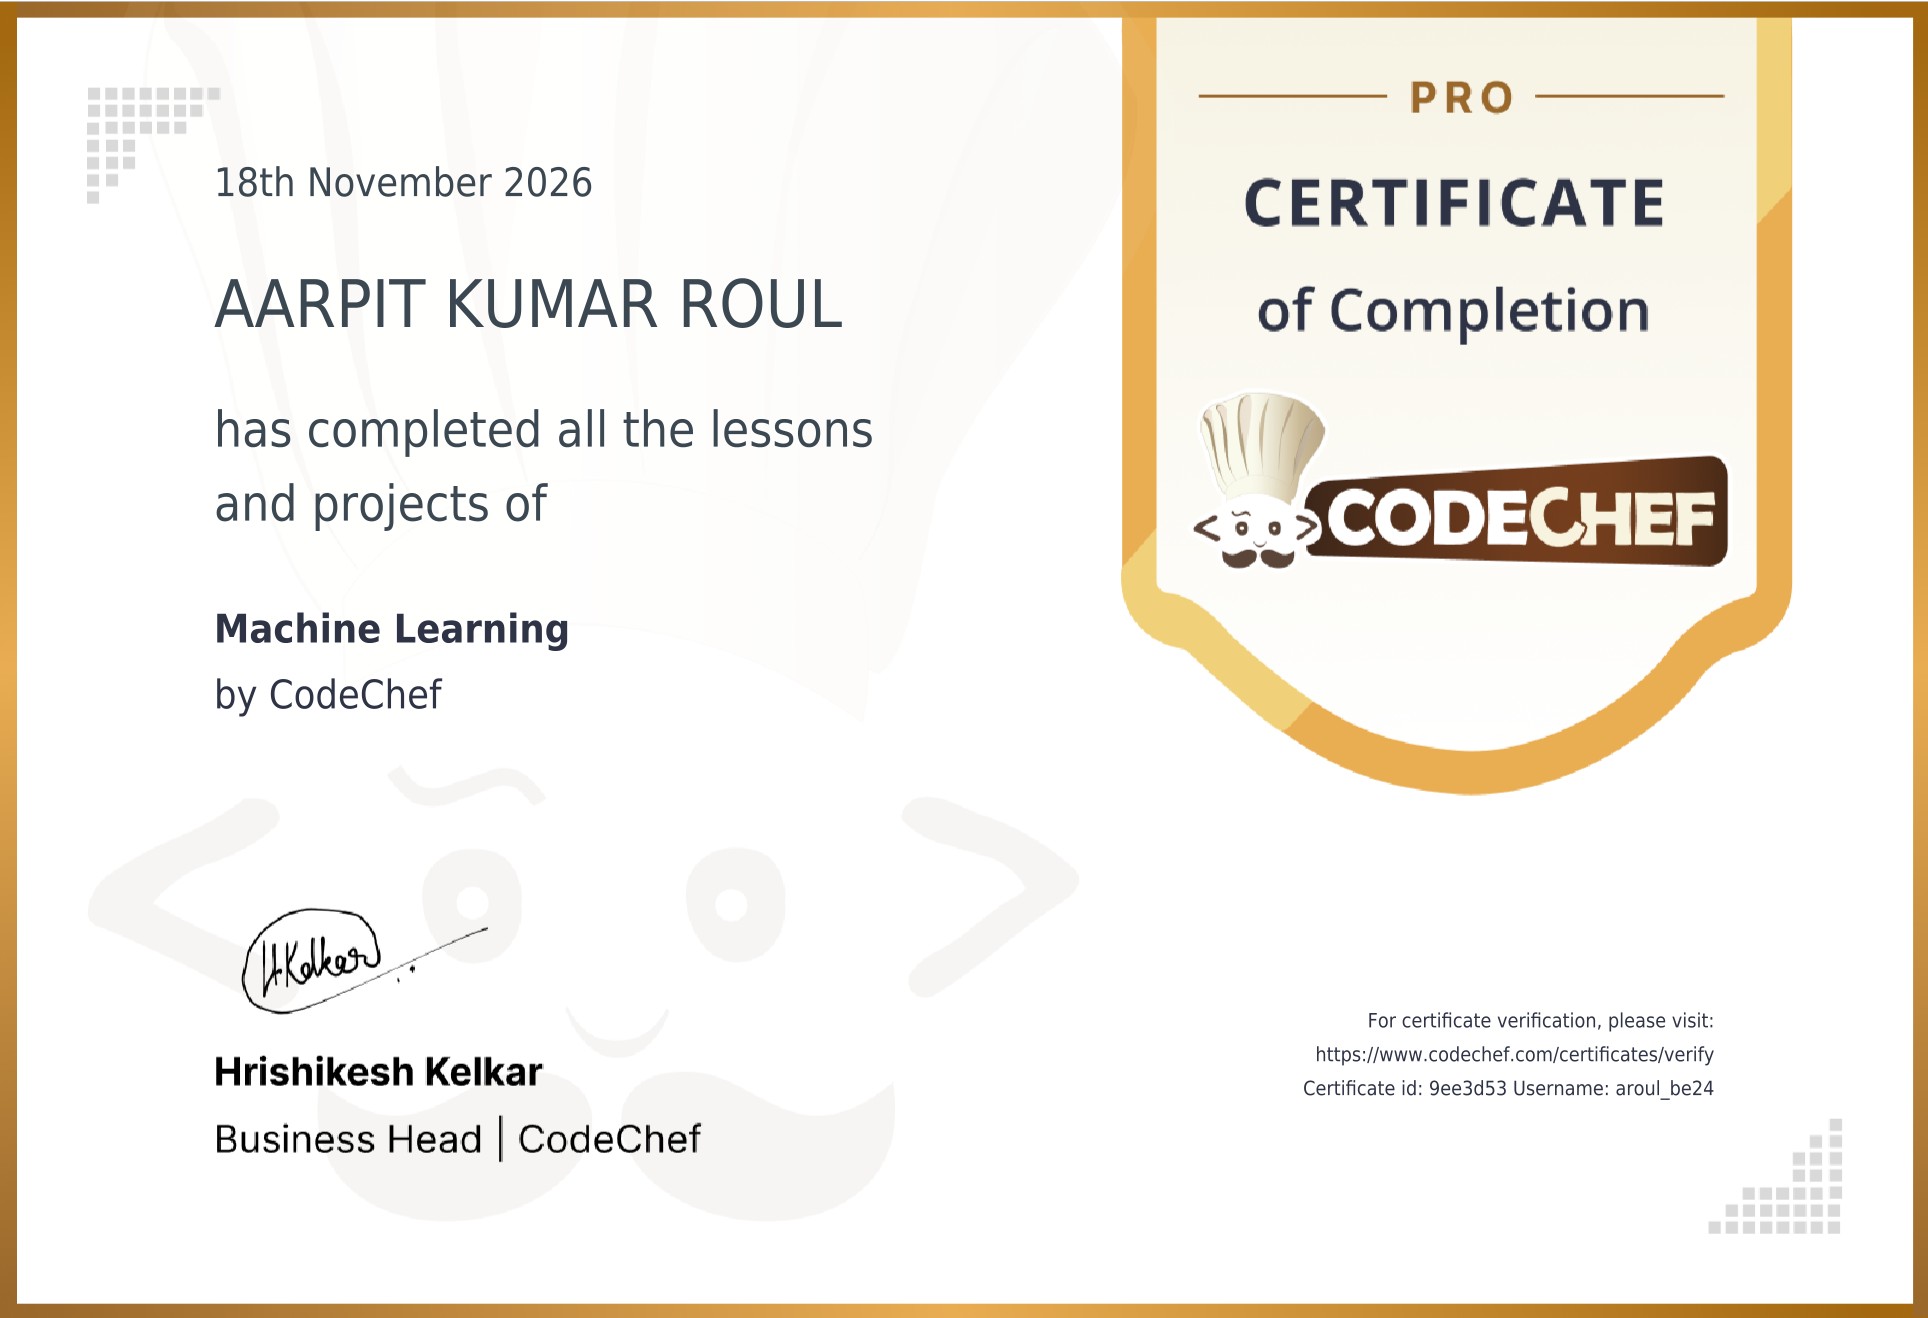 18th November 2026
AARPIT KUMAR ROUL
has completed all the lessons
and projects of
Machine Learning
by CodeChef
HKelkar
Hrishikesh Kelkar
Business Head | CodeChef
PRO
CERTIFICATE
of Completion
CODECHEF
For certificate verification, please visit:
https://www.codechef.com/certificates/verify
Certificate id: 9ee3d53 Username: aroul_be24